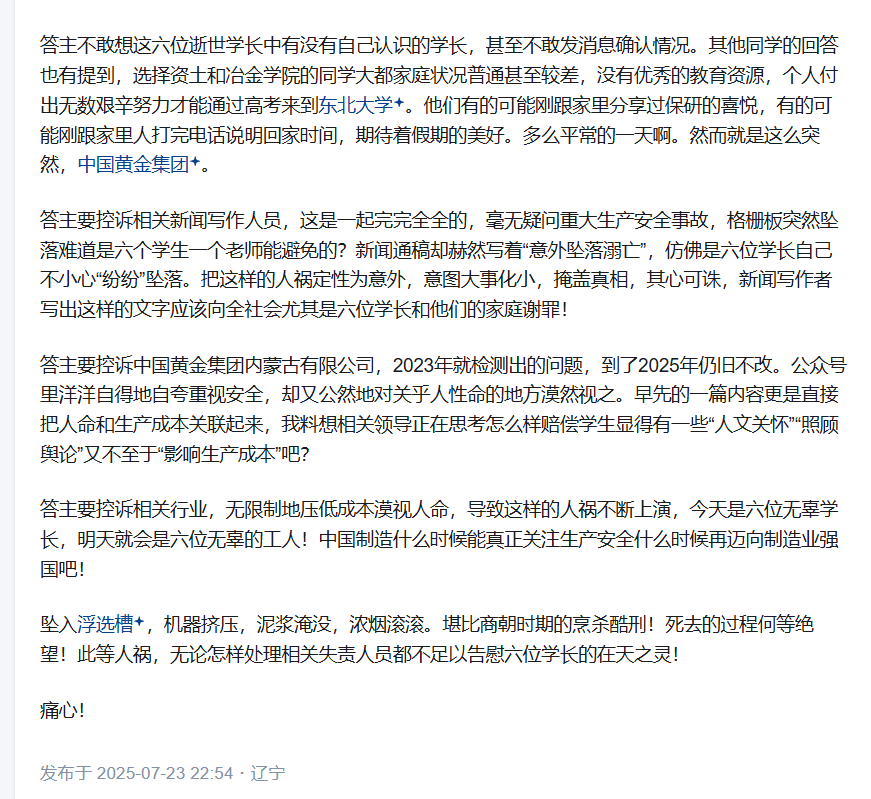 答主不敢想这六位逝世学长中有没有自己认识的学长，甚至不敢发消息确认情况。其他同学的回答
也有提到，选择资土和冶金学院的同学大都家庭状况普通甚至较差，没有优秀的教育资源，个人付
出无数艰辛努力才能通过高考来到东北大学。他们有的可能刚跟家里分享过保研的喜悦，有的可
能刚跟家里人打完电话说明回家时间，期待着假期的美好。多么平常的一天啊。然而就是这么突
然，中国黄金集团。
答主要控诉相关新闻写作人员，这是一起完完全全的，毫无疑问重大生产安全事故，格栅板突然坠
落难道是六个学生一个老师能避免的？新闻通稿却赫然写着“意外坠落溺亡”，仿佛是六位学长自己
不小心“纷纷”坠落。把这样的人祸定性为意外，意图大事化小，掩盖真相，其心可诛，新闻写作者
写出这样的文字应该向全社会尤其是六位学长和他们的家庭谢罪！
答主要控诉中国黄金集团内蒙古有限公司，2023年就检测出的问题，到了2025年仍旧不改。公众号
里洋洋自得地自夸重视安全，却又公然地对关乎人性命的地方漠然视之。早先的一篇内容更是直接
把人命和生产成本关联起来，我料想相关领导正在思考怎么样赔偿学生显得有一些“人文关怀”“照顾
舆论”又不至于“影响生产成本”吧？
答主要控诉相关行业，无限制地压低成本漠视人命，导致这样的人祸不断上演，今天是六位无辜学
长，明天就会是六位无辜的工人！中国制造什么时候能真正关注生产安全什么时候再迈向制造业强
国吧！
坠入浮选槽，机器挤压，泥浆淹没，浓烟滚滚。堪比商朝时期的烹杀酷刑！死去的过程何等绝
望！此等人祸，无论怎样处理相关失责人员都不足以告慰六位学长的在天之灵！
痛心！
发布于 2025-07-23 22:54 · 辽宁